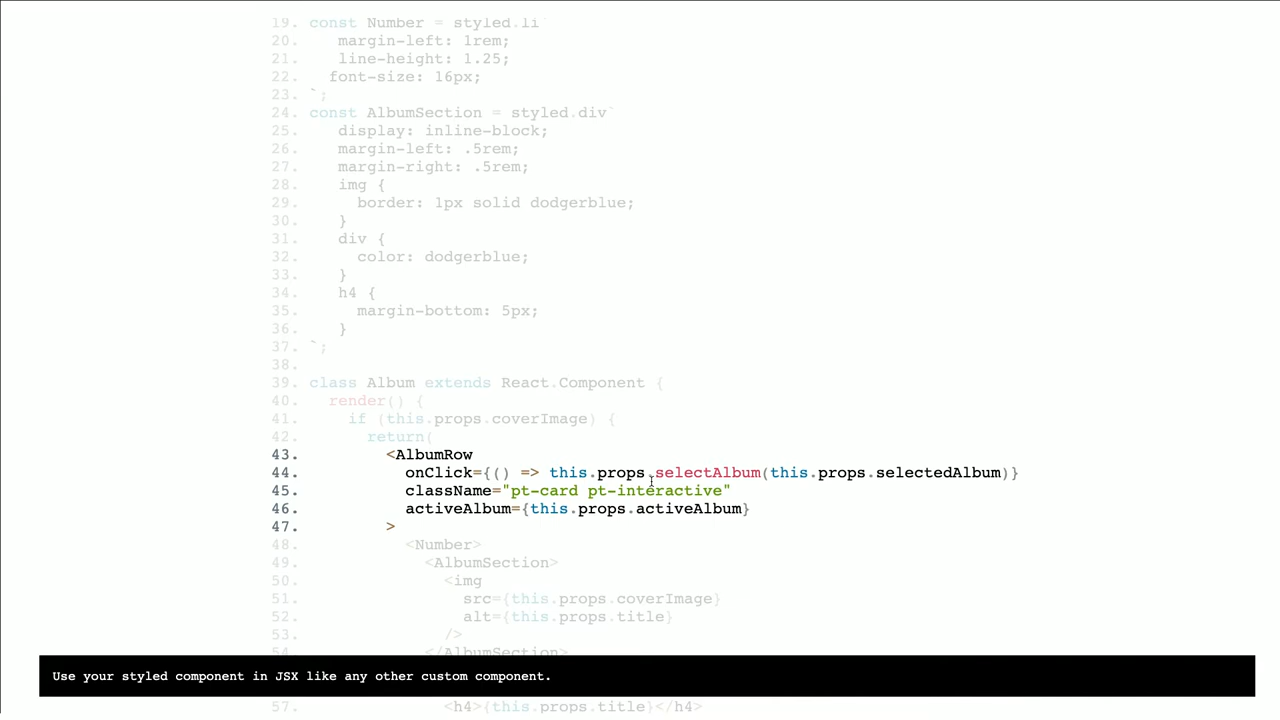 19. const Number = styled.li`
20. margin-left: 1rem;
21. line-height: 1.25;
22. font-size: 16px;
23. `;
24. const AlbumSection = styled.div`
25. display: inline-block;
26. margin-left: .5rem;
27. margin-right: .5rem;
28. img {
29. border: 1px solid dodgerblue;
30. }
31. div {
32. color: dodgerblue;
33. }
34. h4 {
35. margin-bottom: 5px;
36. }
37. `;
38.
39. class Album extends React.Component {
40. render() {
41. if (this.props.coverImage) {
42. return(
43. <AlbumRow
44. onClick={() => this.props.selectAlbum(this.props.selectedAlbum)}
45. className="pt-card pt-interactive"
46. activeAlbum={this.props.activeAlbum}
47. >
48. <Number>
49. <AlbumSection>
50. <img
51. src={this.props.coverImage}
52. alt={this.props.title}
53. />
54. </AlbumSection>
Use your styled component in JSX like any other custom component.
57. <h4>{this.props.title}</h4>